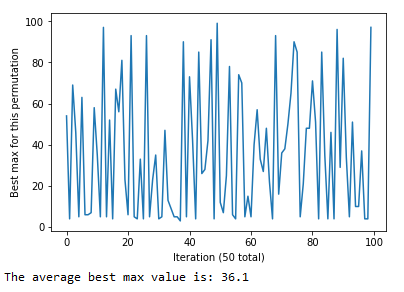 Best max for this permutation
100
80
60
40
20
0
0 20 40 60 80 100
Iteration (50 total)
The average best max value is: 36.1